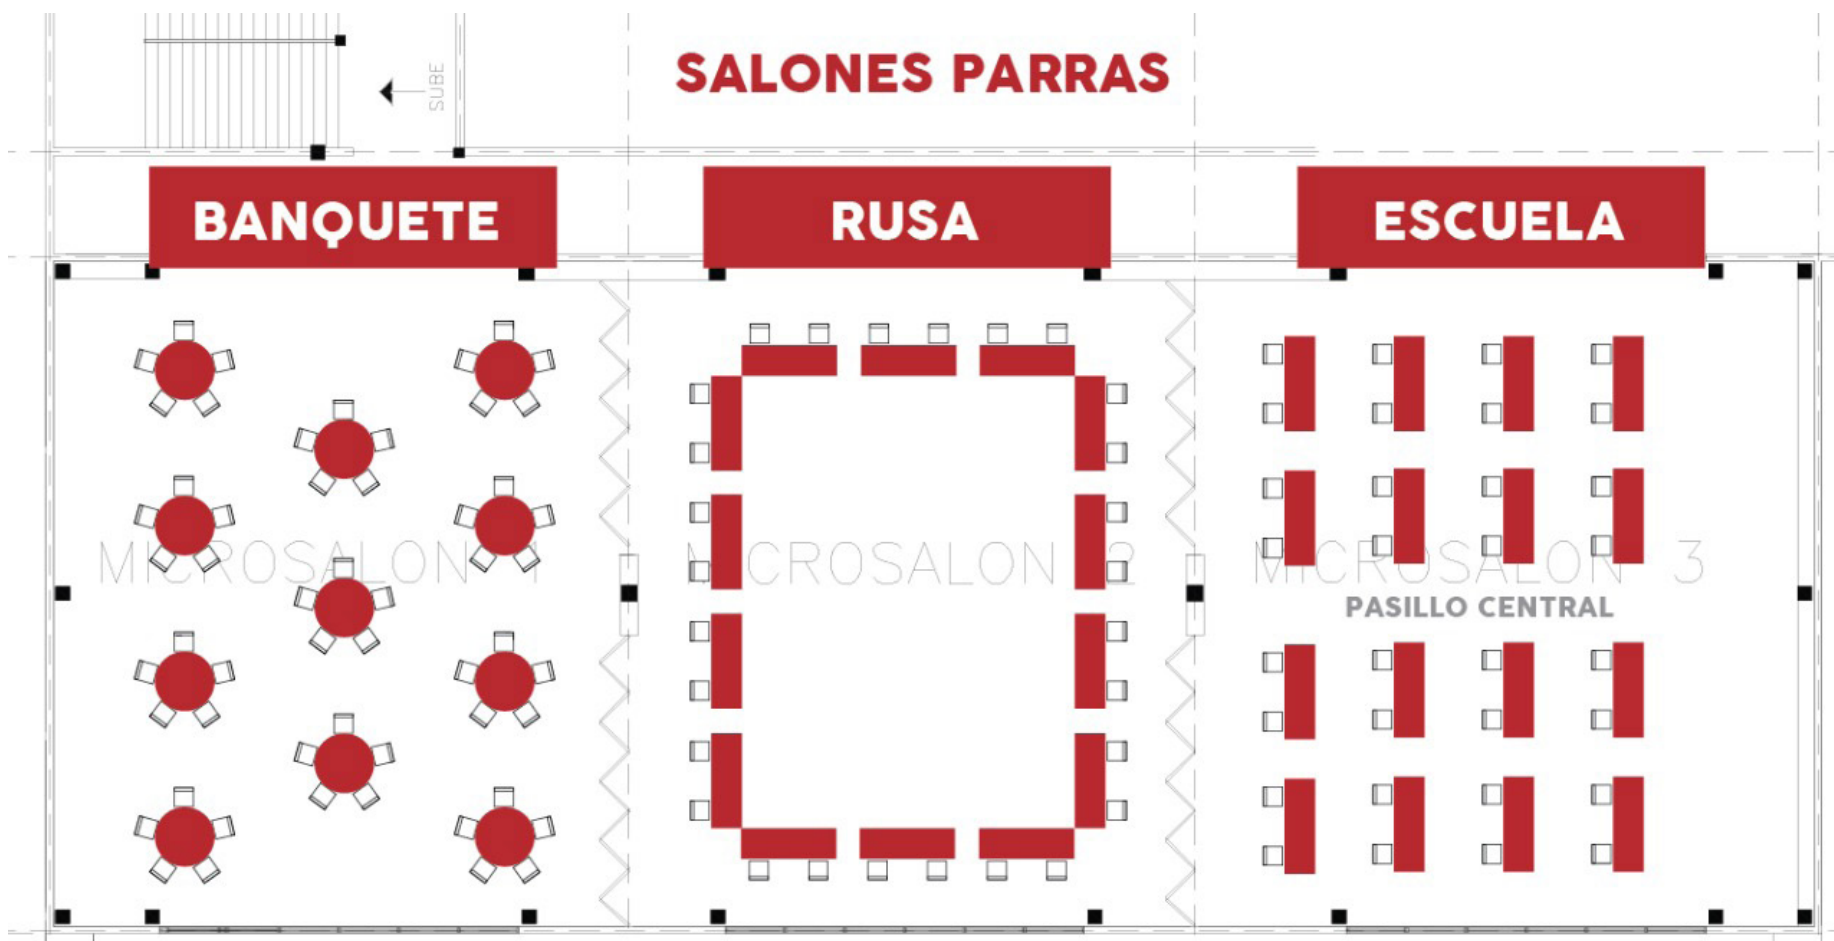 SUBE
SALONES PARRAS
BANQUETE
RUSA
ESCUELA
MICROSALON 1
MICROSALON 2
MICROSALON 3
PASILLO CENTRAL